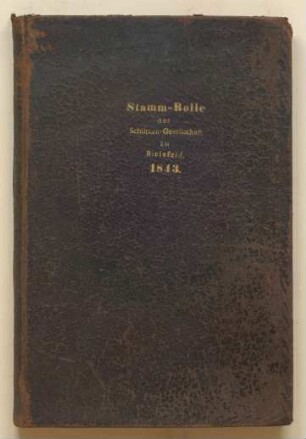 Stamm-Rolle
der
Schützen-Gesellschaft
zu
Bielefeld.
1843.